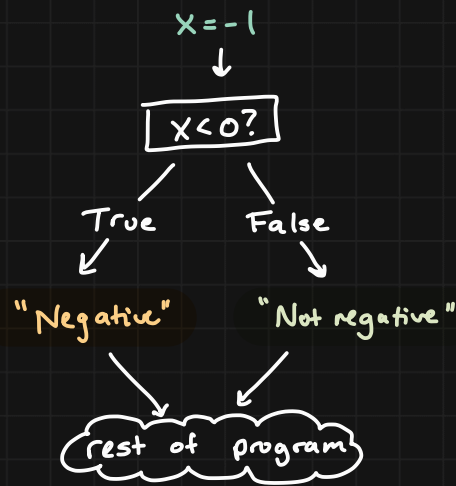 x = -1
x < 0?
True False
"Negative" "Not negative"
rest of program